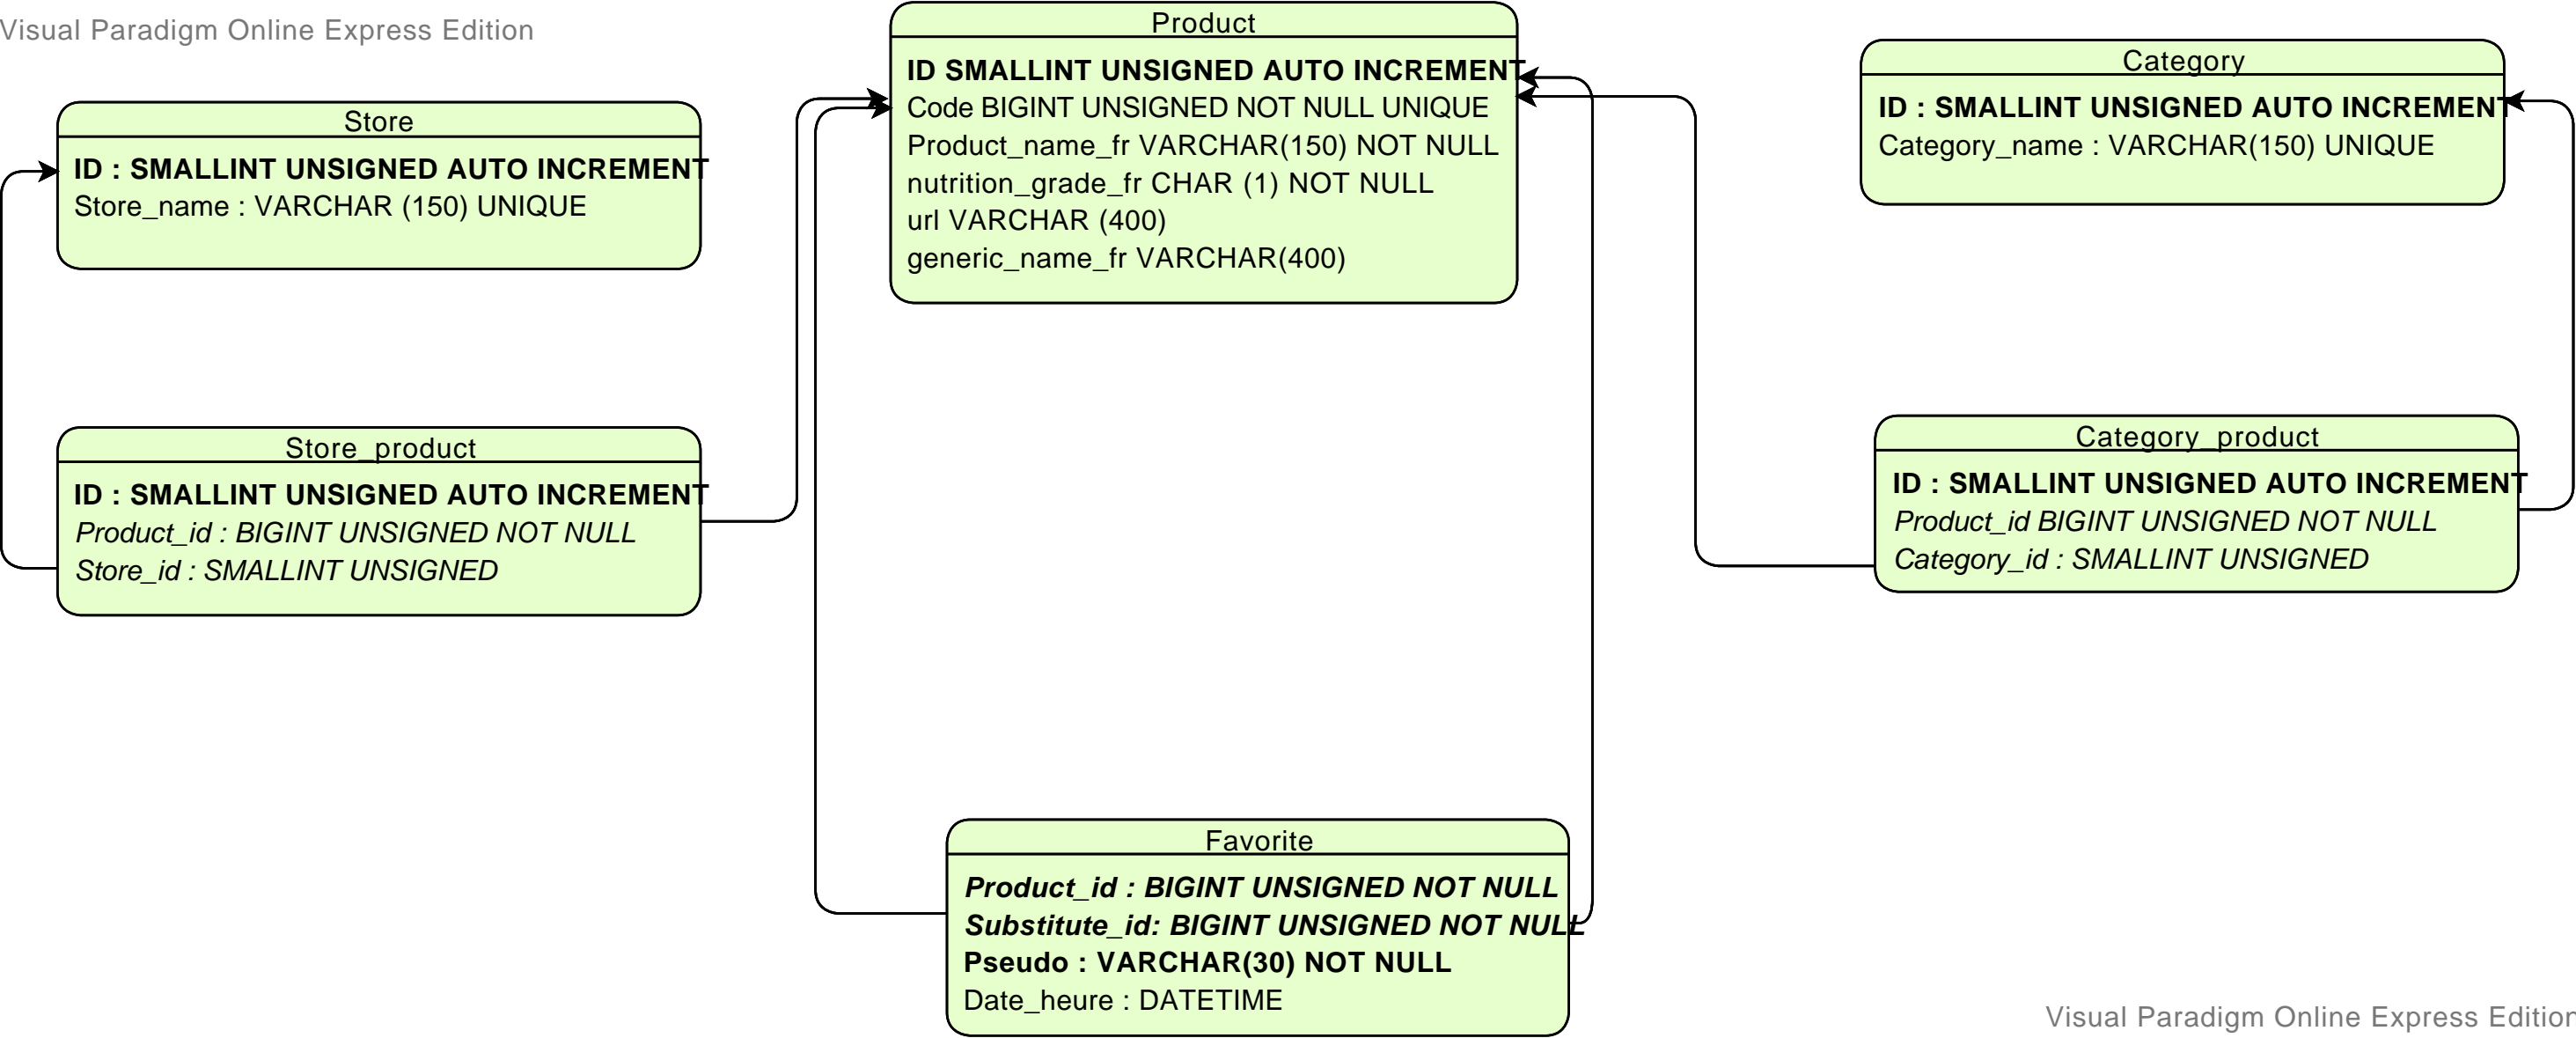 Visual Paradigm Online Express Edition
Product
ID SMALLINT UNSIGNED AUTO INCREMENT
Code BIGINT UNSIGNED NOT NULL UNIQUE
Product_name_fr VARCHAR(150) NOT NULL
nutrition_grade_fr CHAR (1) NOT NULL
url VARCHAR (400)
generic_name_fr VARCHAR(400)
Category
ID : SMALLINT UNSIGNED AUTO INCREMENT
Category_name : VARCHAR(150) UNIQUE
Store
ID : SMALLINT UNSIGNED AUTO INCREMENT
Store_name : VARCHAR (150) UNIQUE
Store_product
ID : SMALLINT UNSIGNED AUTO INCREMENT
Product_id : BIGINT UNSIGNED NOT NULL
Store_id : SMALLINT UNSIGNED
Category_product
ID : SMALLINT UNSIGNED AUTO INCREMENT
Product_id BIGINT UNSIGNED NOT NULL
Category_id : SMALLINT UNSIGNED
Favorite
Product_id : BIGINT UNSIGNED NOT NULL
Substitute_id: BIGINT UNSIGNED NOT NULL
Pseudo : VARCHAR(30) NOT NULL
Date_heure : DATETIME
Visual Paradigm Online Express Edition